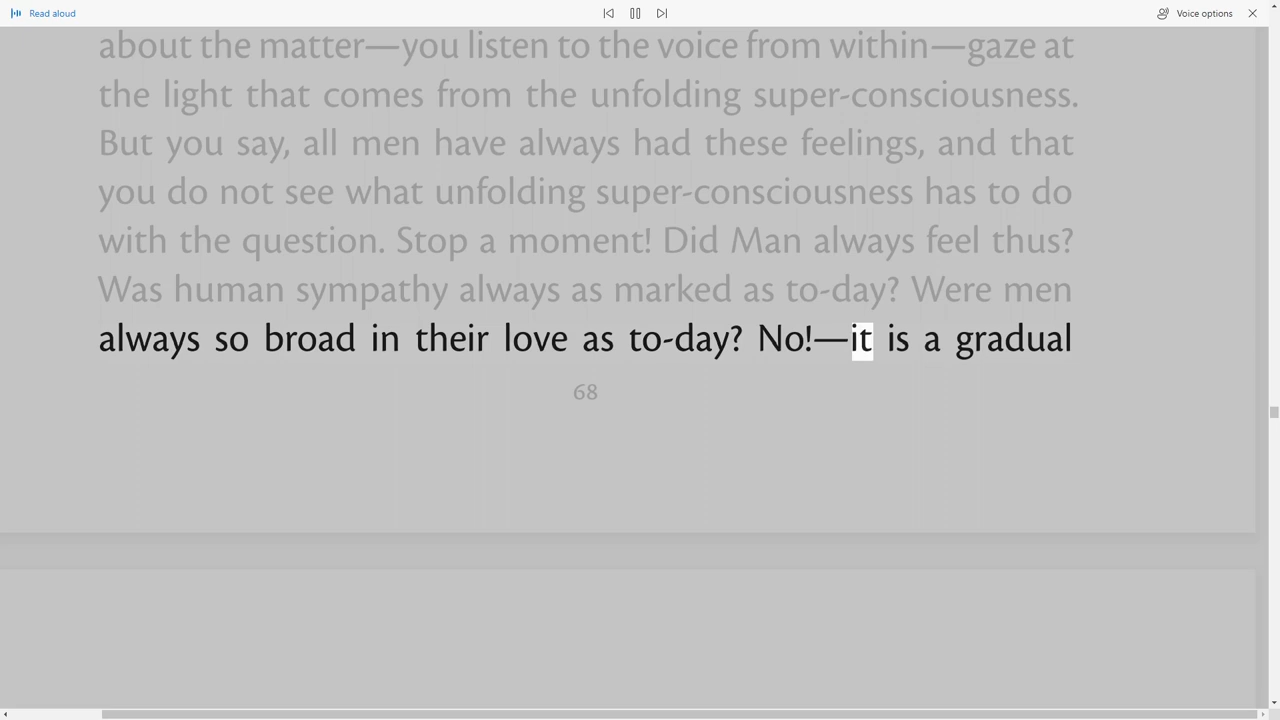 Read aloud
Voice options
about the matter—you listen to the voice from within—gaze at
the light that comes from the unfolding super-consciousness.
But you say, all men have always had these feelings, and that
you do not see what unfolding super-consciousness has to do
with the question. Stop a moment! Did Man always feel thus?
Was human sympathy always as marked as to-day? Were men
always so broad in their love as to-day? No!—it is a gradual
68